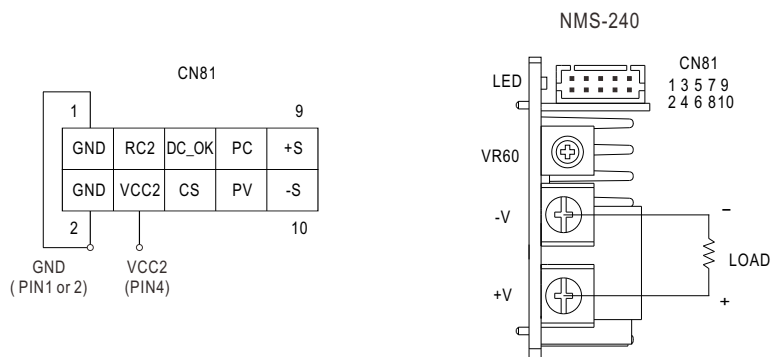 NMS-240
CN81
1 9
GND RC2 DC_OK PC +S
GND VCC2 CS PV -S
2 10
GND
( PIN1 or 2)
VCC2
(PIN4)
LED
CN81
1 3 5 7 9
2 4 6 8 10
VR60
-V
–
LOAD
+V
+